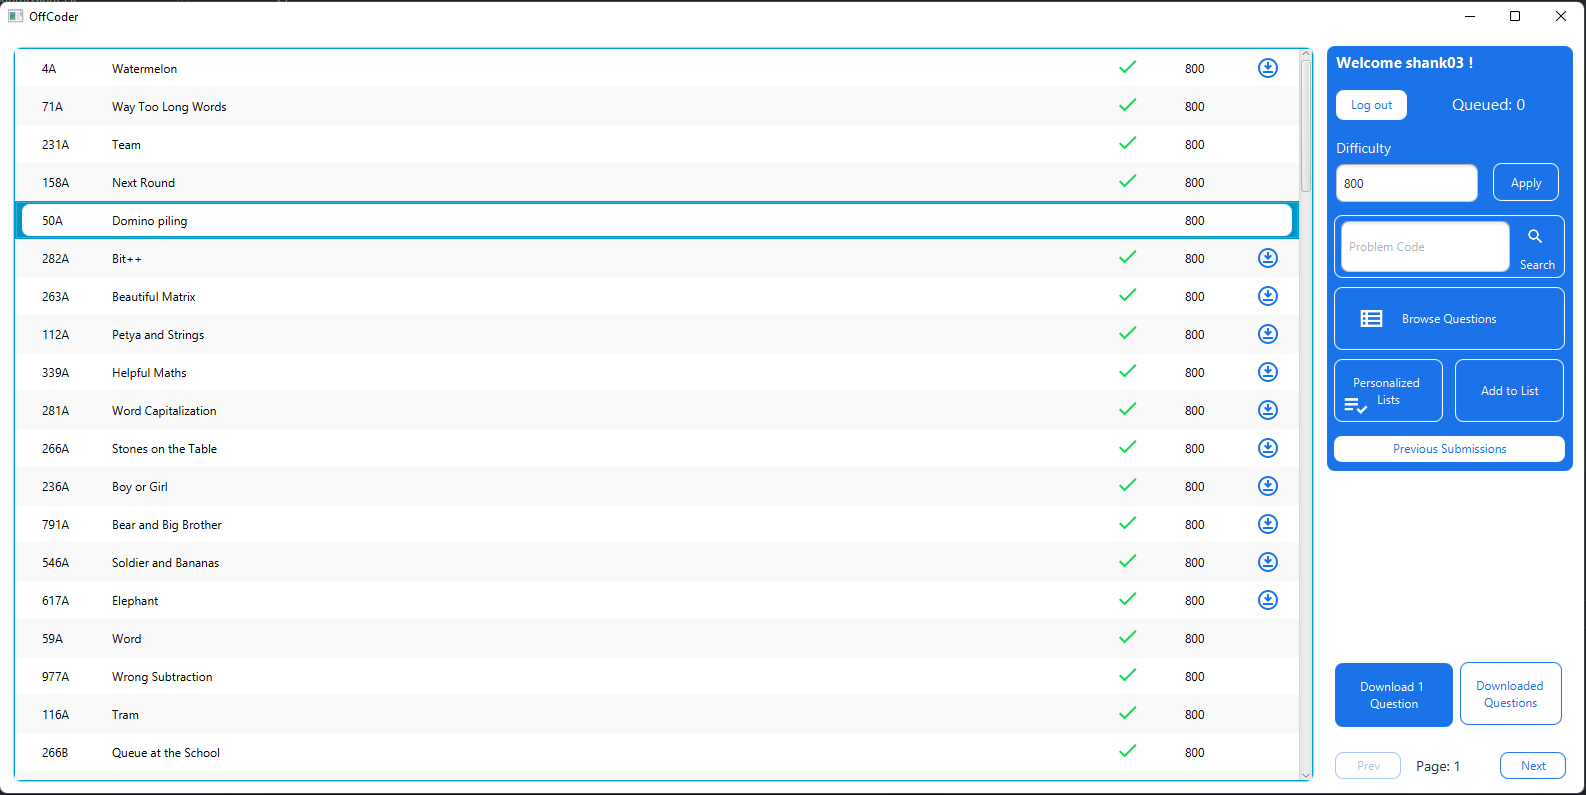 OffCoder
4A Watermelon 800
71A Way Too Long Words 800
231A Team 800
158A Next Round 800
50A Domino piling 800
282A Bit++ 800
263A Beautiful Matrix 800
112A Petya and Strings 800
339A Helpful Maths 800
281A Word Capitalization 800
266A Stones on the Table 800
236A Boy or Girl 800
791A Bear and Big Brother 800
546A Soldier and Bananas 800
617A Elephant 800
59A Word 800
977A Wrong Subtraction 800
116A Tram 800
266B Queue at the School 800
Welcome shank03 !
Log out Queued: 0
Difficulty
800 Apply
Problem Code
Search
Browse Questions
Personalized
Lists
Add to List
Previous Submissions
Download 1
Question
Downloaded
Questions
Prev Page: 1 Next